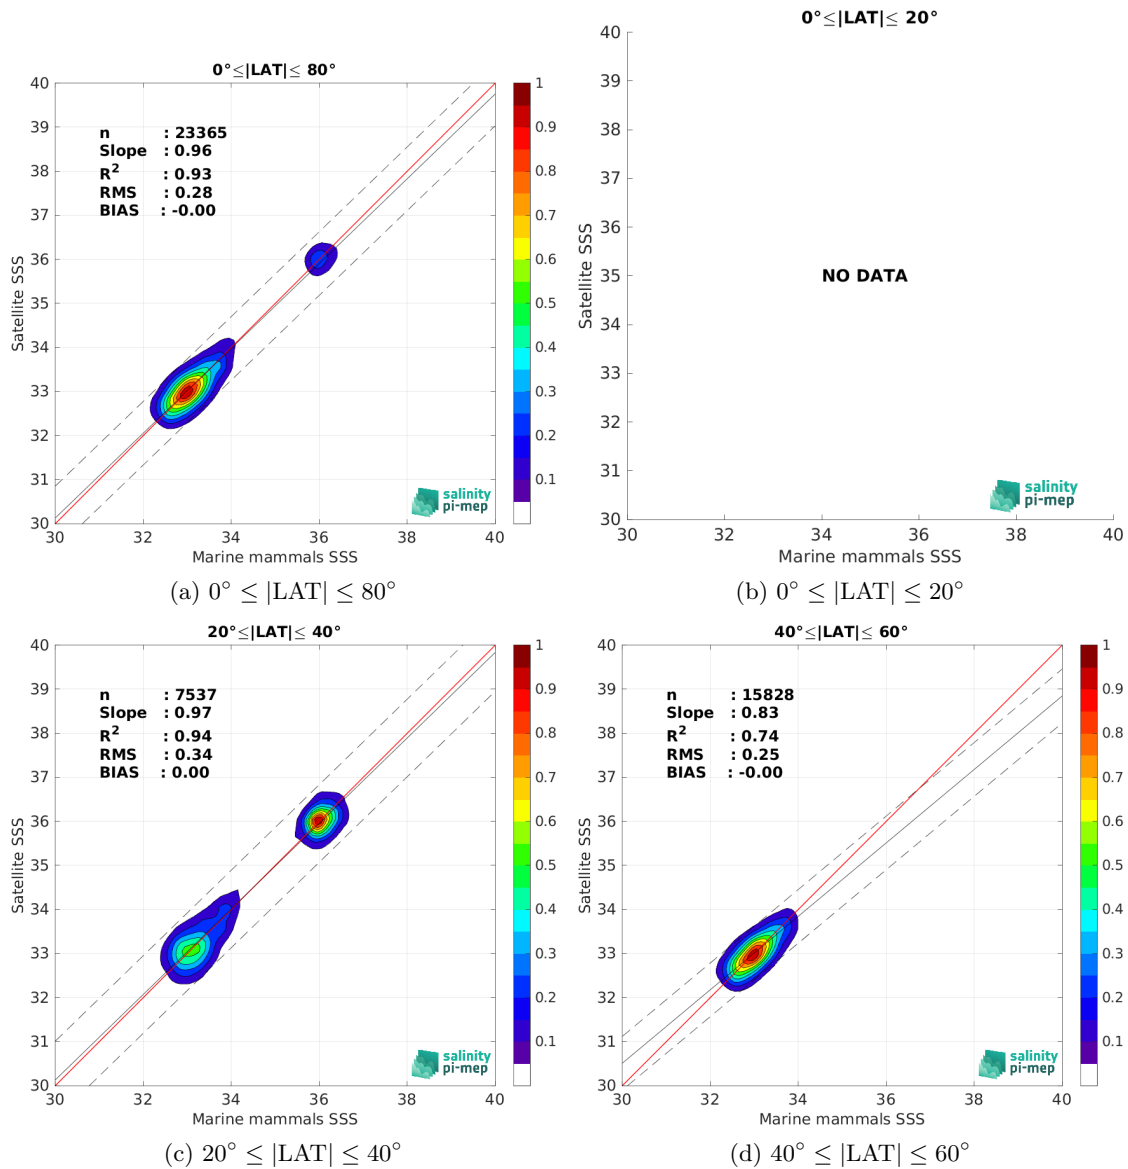 0°≤|LAT|≤ 80°
n : 23365
Slope : 0.96
R² : 0.93
RMS : 0.28
BIAS : -0.00
40
39
38
37
36
35
34
33
32
31
30
30 32 34 36 38 40
Satellite SSS
Marine mammals SSS
salinity
pi-mep
1
0.9
0.8
0.7
0.6
0.5
0.4
0.3
0.2
0.1
(a) 0° ≤ |LAT| ≤ 80°
0°≤|LAT|≤ 20°
40
39
38
37
36
35
34
33
32
31
30
30 32 34 36 38 40
Satellite SSS
NO DATA
Marine mammals SSS
salinity
pi-mep
(b) 0° ≤ |LAT| ≤ 20°
20°≤|LAT|≤ 40°
n : 7537
Slope : 0.97
R² : 0.94
RMS : 0.34
BIAS : 0.00
40
39
38
37
36
35
34
33
32
31
30
30 32 34 36 38 40
Satellite SSS
Marine mammals SSS
salinity
pi-mep
1
0.9
0.8
0.7
0.6
0.5
0.4
0.3
0.2
0.1
(c) 20° ≤ |LAT| ≤ 40°
40°≤|LAT|≤ 60°
n : 15828
Slope : 0.83
R² : 0.74
RMS : 0.25
BIAS : -0.00
40
39
38
37
36
35
34
33
32
31
30
30 32 34 36 38 40
Satellite SSS
Marine mammals SSS
salinity
pi-mep
1
0.9
0.8
0.7
0.6
0.5
0.4
0.3
0.2
0.1
(d) 40° ≤ |LAT| ≤ 60°